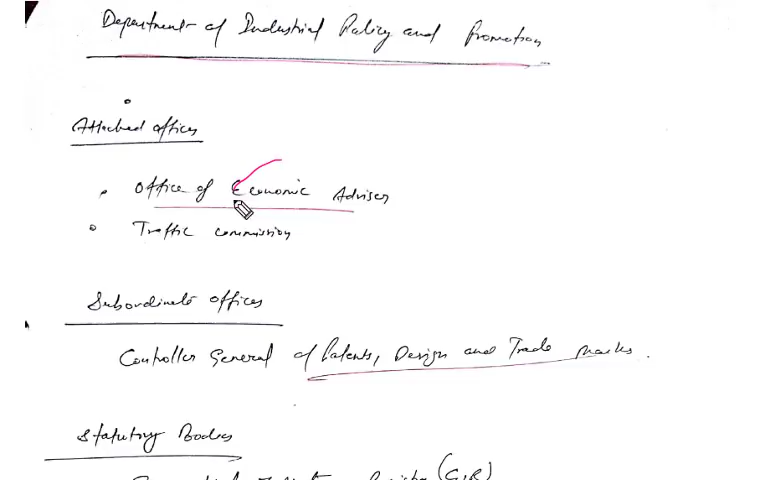 Department of Industrial Policy and Promotion
Attached offices
Office of Economic Adviser
Traffic commission
Subordinate offices
Controller General of Patents, Design and Trade marks.
Statutory Bodies